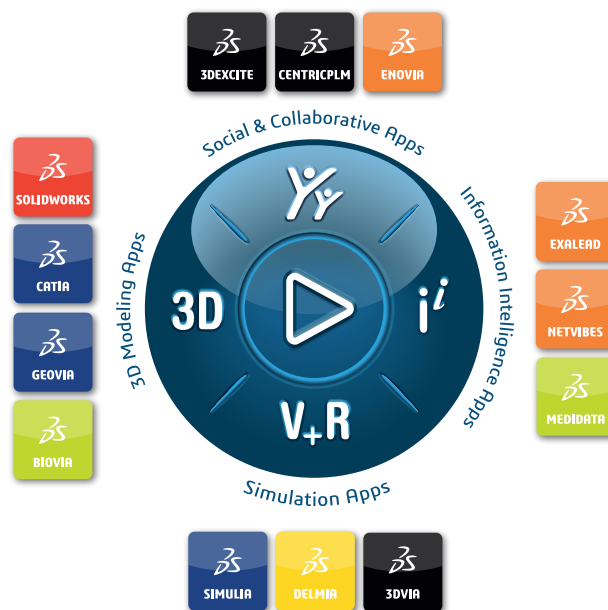 3DEXCITE
CENTRICPLM
ENOVIA
Social & Collaborative Apps
SOLIDWORKS
CATIA
GEOVIA
BIOVIA
3D Modeling Apps
3D
i i
V+R
Information Intelligence Apps
EXALEAD
NETVIBES
MEDIDATA
Simulation Apps
SIMULIA
DELMIA
3DVIA